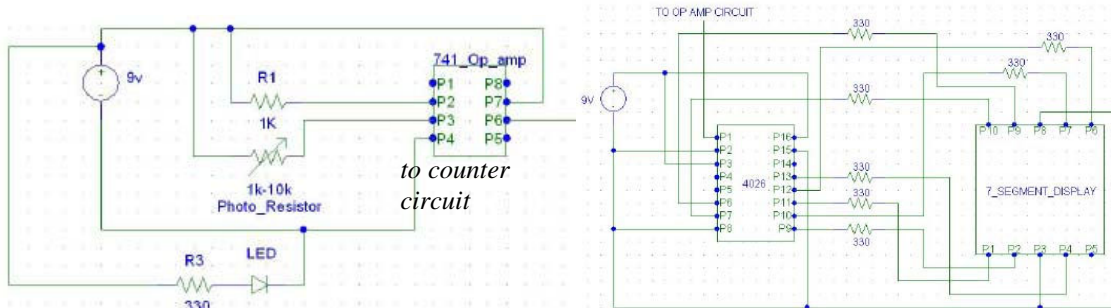 741_Op_amp
9v
R1
P1 P8
P2 P7
1K
P3 P6
P4 P5
to counter
circuit
1k-10k
Photo_Resistor
R3
LED
330
TO OP AMP CIRCUIT
330
330
330
9V
330
P1 P16
P2 P15
P3 P14
P4 P13
4026
P5 P12
P6 P11
P7 P10
P8 P9
330
330
330
P10 P9 P8 P7 P6
7_SEGMENT_DISPLAY
P1 P2 P3 P4 P5